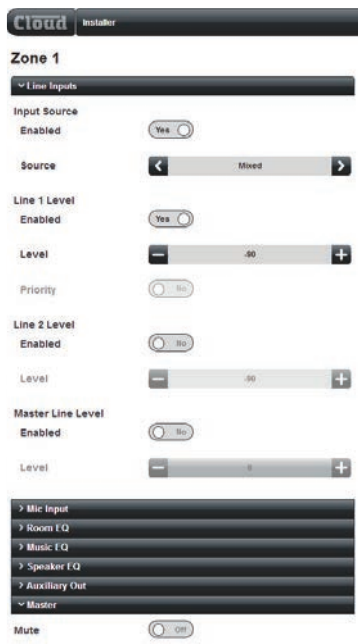 Cloud Installer
Zone 1
Line Inputs
Input Source
Enabled Yes
Source Mixed
Line 1 Level
Enabled Yes
Level -90
Priority No
Line 2 Level
Enabled No
Level -90
Master Line Level
Enabled No
Level 0
> Mic Input
> Room EQ
> Music EQ
> Speaker EQ
> Auxiliary Out
Master
Mute Off